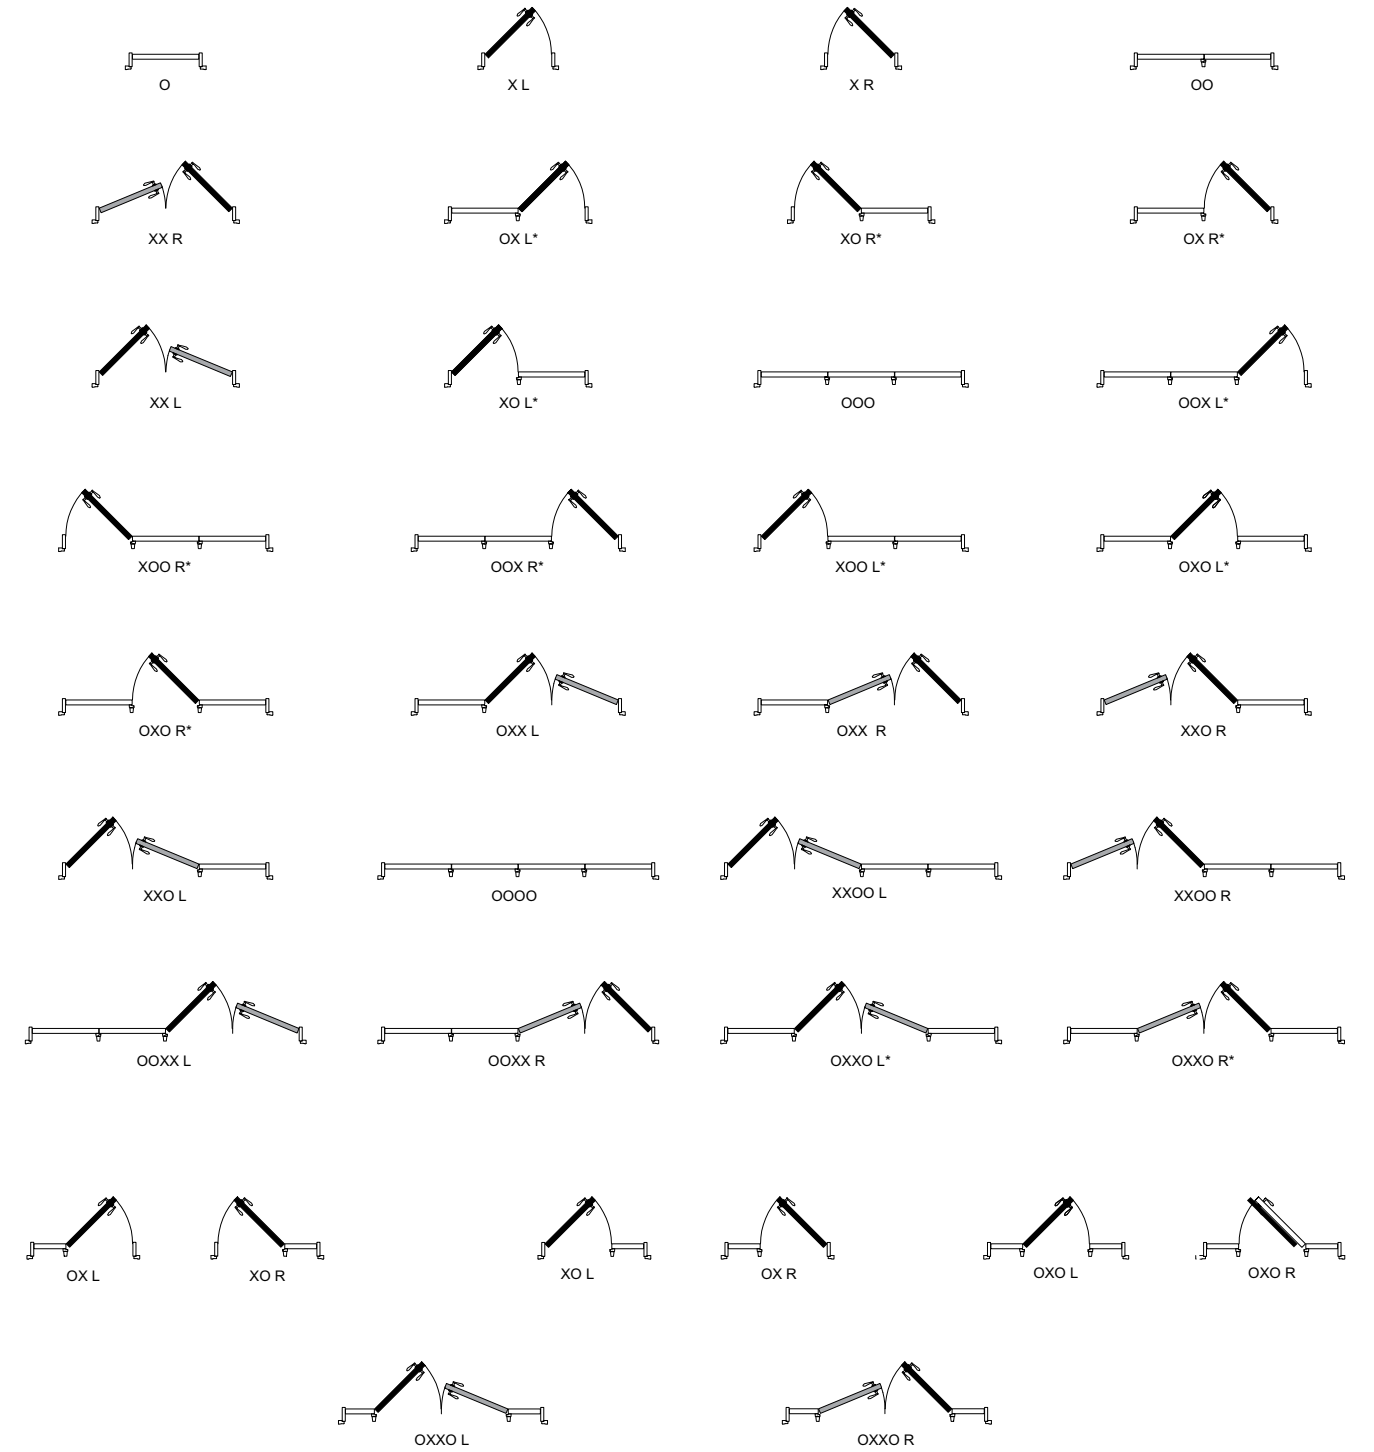 O
X L
X R
OO
XX R
OX L*
XO R*
OX R*
XX L
XO L*
OOO
OOX L*
XOO R*
OOX R*
XOO L*
OXO L*
OXO R*
OXX L
OXX R
XXO R
XXO L
OOOO
XXOO L
XXOO R
OOXX L
OOXX R
OXXO L*
OXXO R*
OX L
XO R
XO L
OX R
OXO L
OXO R
OXXO L
OXXO R